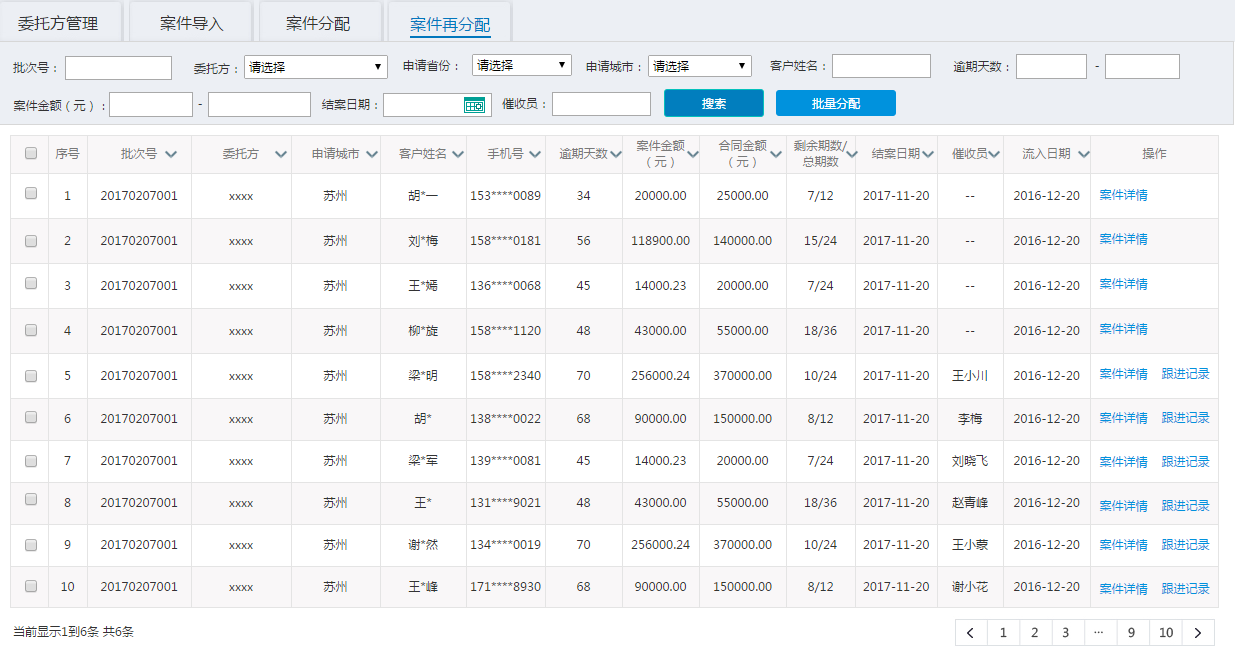 委托方管理 案件导入 案件分配 案件再分配
批次号： 委托方： 请选择 申请省份： 请选择 申请城市： 请选择 客户姓名： 逾期天数： -
案件金额（元）： - 结案日期： 催收员： 搜索 批量分配
序号 批次号 委托方 申请城市 客户姓名 手机号 逾期天数 案件金额（元） 合同金额（元） 剩余期数/总期数 结案日期 催收员 流入日期 操作
1 20170207001 xxxx 苏州 胡*一 153****0089 34 20000.00 25000.00 7/12 2017-11-20 -- 2016-12-20 案件详情
2 20170207001 xxxx 苏州 刘*梅 158****0181 56 118900.00 140000.00 15/24 2017-11-20 -- 2016-12-20 案件详情
3 20170207001 xxxx 苏州 王*嫣 136****0068 45 14000.23 20000.00 7/24 2017-11-20 -- 2016-12-20 案件详情
4 20170207001 xxxx 苏州 柳*旋 158****1120 48 43000.00 55000.00 18/36 2017-11-20 -- 2016-12-20 案件详情
5 20170207001 xxxx 苏州 梁*明 158****2340 70 256000.24 370000.00 10/24 2017-11-20 王小川 2016-12-20 案件详情 跟进记录
6 20170207001 xxxx 苏州 胡* 138****0022 68 90000.00 150000.00 8/12 2017-11-20 李梅 2016-12-20 案件详情 跟进记录
7 20170207001 xxxx 苏州 梁*军 139****0081 45 14000.23 20000.00 7/24 2017-11-20 刘晓飞 2016-12-20 案件详情 跟进记录
8 20170207001 xxxx 苏州 王* 131****9021 48 43000.00 55000.00 18/36 2017-11-20 赵青峰 2016-12-20 案件详情 跟进记录
9 20170207001 xxxx 苏州 谢*然 134****0019 70 256000.24 370000.00 10/24 2017-11-20 王小蒙 2016-12-20 案件详情 跟进记录
10 20170207001 xxxx 苏州 王*峰 171****8930 68 90000.00 150000.00 8/12 2017-11-20 谢小花 2016-12-20 案件详情 跟进记录
当前显示1到6条 共6条 < 1 2 3 ... 9 10 >